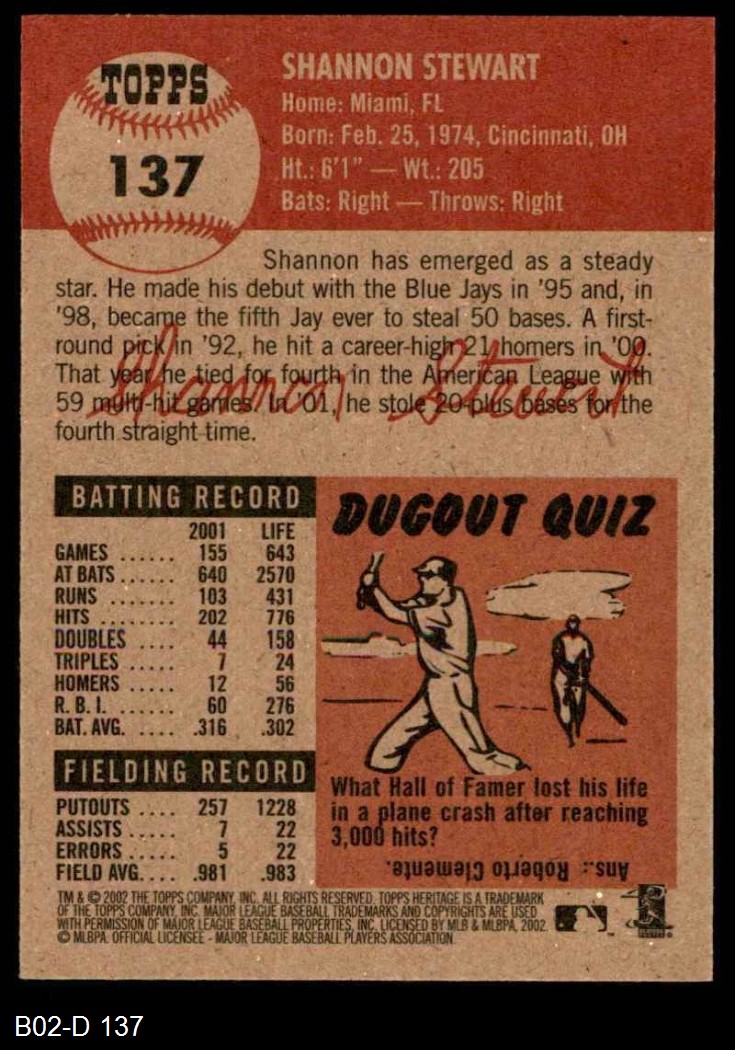 TOPPS
137
SHANNON STEWART
Home: Miami, FL
Born: Feb. 25, 1974, Cincinnati, OH
Ht.: 6'1" — Wt.: 205
Bats: Right — Throws: Right
Shannon has emerged as a steady
star. He made his debut with the Blue Jays in '95 and, in
'98, became the fifth Jay ever to steal 50 bases. A first-
round pick in '92, he hit a career-high 21 homers in '00.
That year he tied for fourth in the American League with
59 multi-hit games. In '01, he stole 20-plus bases for the
fourth straight time.
Shannon Stewart
BATTING RECORD
2001 LIFE
GAMES ...... 155 643
AT BATS ..... 640 2570
RUNS ....... 103 431
HITS ........ 202 776
DOUBLES .... 44 158
TRIPLES ..... 7 24
HOMERS .... 12 56
R. B. I. ...... 60 276
BAT. AVG. .... .316 .302
FIELDING RECORD
PUTOUTS .... 257 1228
ASSISTS .... 7 22
ERRORS .... 5 22
FIELD AVG. ... .981 .983
DUGOUT QUIZ
What Hall of Famer lost his life
in a plane crash after reaching
3,000 hits?
Ans.: Roberto Clemente.
TM & © 2002 THE TOPPS COMPANY, INC. ALL RIGHTS RESERVED. TOPPS HERITAGE IS A TRADEMARK
OF THE TOPPS COMPANY, INC. MAJOR LEAGUE BASEBALL TRADEMARKS AND COPYRIGHTS ARE USED
WITH PERMISSION OF MAJOR LEAGUE BASEBALL PROPERTIES, INC. LICENSED BY MLB & MLBPA, 2002.
© MLBPA. OFFICIAL LICENSEE - MAJOR LEAGUE BASEBALL PLAYERS ASSOCIATION.
B02-D 137